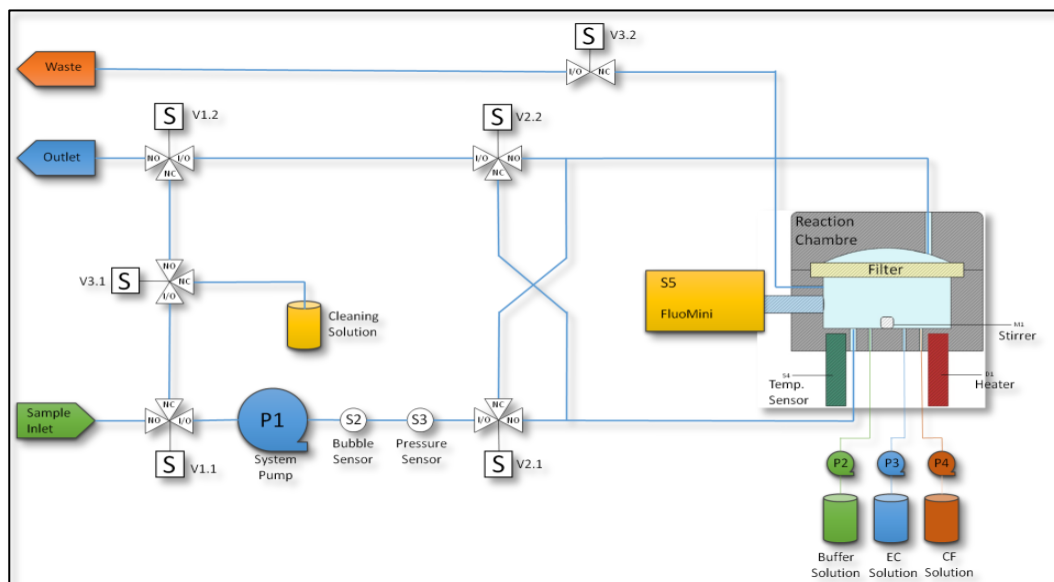 S
V3.2
Waste
I/O
NC
S
V1.2
S
V2.2
Outlet
NO
I/O
NC
I/O
NO
NC
Reaction
Chambre
Filter
S
V3.1
NO
NC
I/O
S5
FluoMini
Cleaning
Solution
M1
Stirrer
S4
Temp.
Sensor
D1
Heater
Sample
Inlet
NC
NO
I/O
P1
S2
S3
NC
I/O
NO
System
Pump
Bubble
Sensor
Pressure
Sensor
S
V1.1
S
V2.1
P2
P3
P4
Buffer
Solution
EC
Solution
CF
Solution